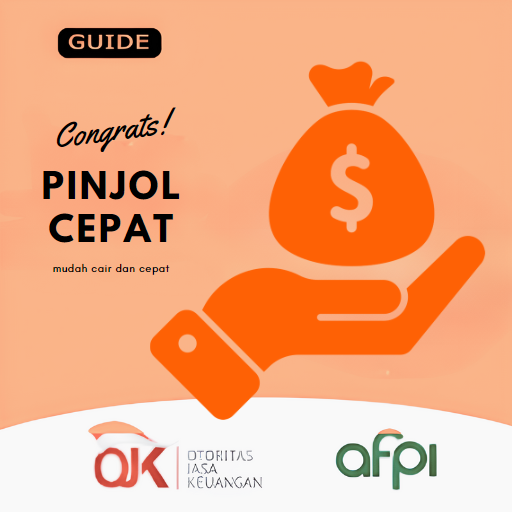 GUIDE
Congrats!
PINJOL
CEPAT
mudah cair dan cepat
$
OJK
OTORITAS
JASA
KEUANGAN
afpi